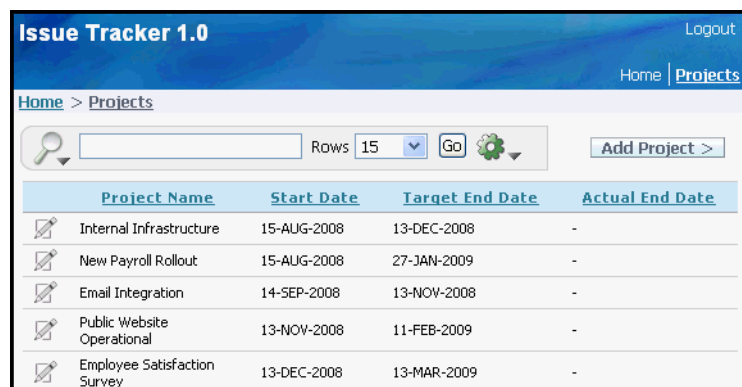 Issue Tracker 1.0
Logout
Home | Projects
Home > Projects
Rows 15 Go Add Project >
Project Name Start Date Target End Date Actual End Date
Internal Infrastructure 15-AUG-2008 13-DEC-2008 -
New Payroll Rollout 15-AUG-2008 27-JAN-2009 -
Email Integration 14-SEP-2008 13-NOV-2008 -
Public Website
Operational 13-NOV-2008 11-FEB-2009 -
Employee Satisfaction
Survey 13-DEC-2008 13-MAR-2009 -